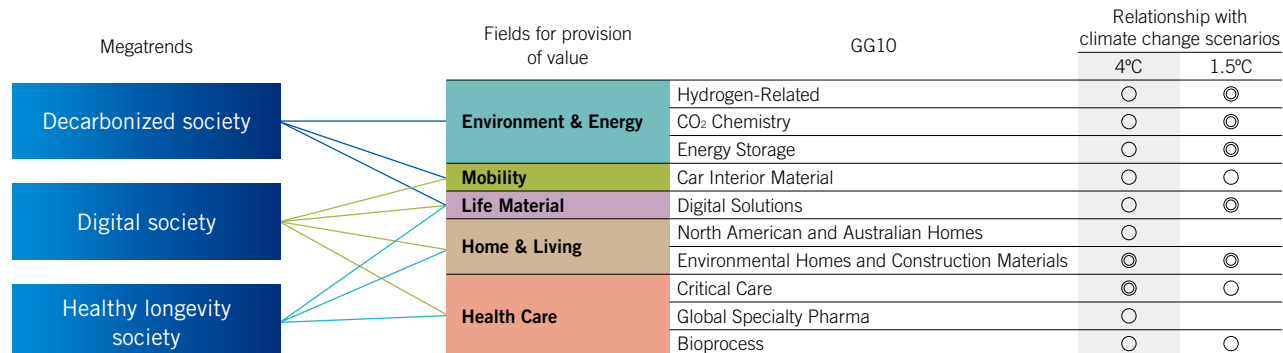 Megatrends
Fields for provision
of value
GG10
Relationship with
climate change scenarios
4ºC
1.5ºC
Decarbonized society
Digital society
Healthy longevity
society
Environment & Energy
Mobility
Life Material
Home & Living
Health Care
Hydrogen-Related ○ ◎
CO₂ Chemistry ○ ◎
Energy Storage ○ ◎
Car Interior Material ○ ○
Digital Solutions ○ ◎
North American and Australian Homes ○
Environmental Homes and Construction Materials ◎ ◎
Critical Care ◎ ○
Global Specialty Pharma ○
Bioprocess ○ ○